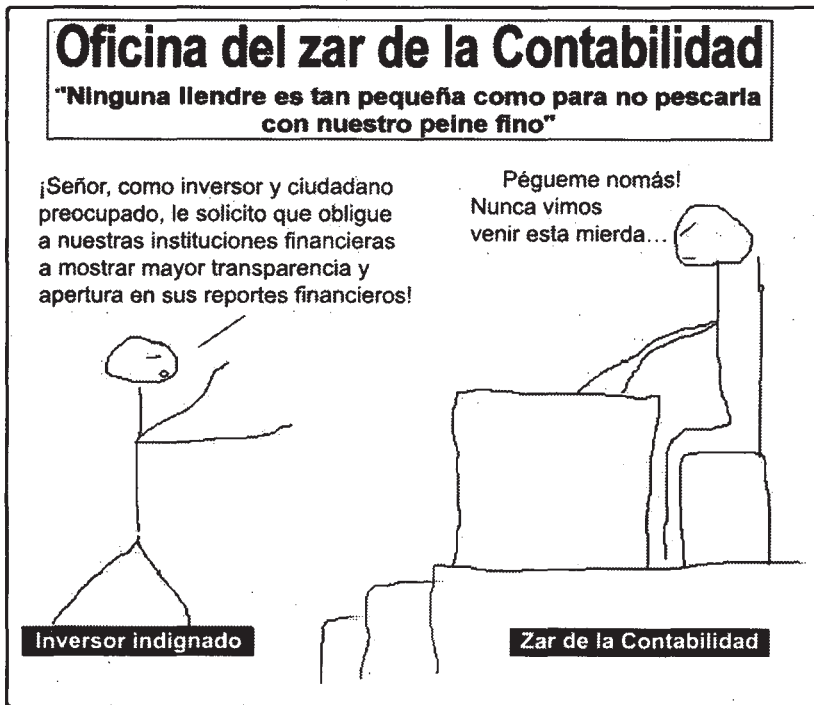 Oficina del zar de la Contabilidad
"Ninguna liendre es tan pequeña como para no pescarla
con nuestro peine fino"
¡Señor, como inversor y ciudadano
preocupado, le solicito que obligue
a nuestras instituciones financieras
a mostrar mayor transparencia y
apertura en sus reportes financieros!
Pégueme nomás!
Nunca vimos
venir esta mierda...
Inversor indignado
Zar de la Contabilidad